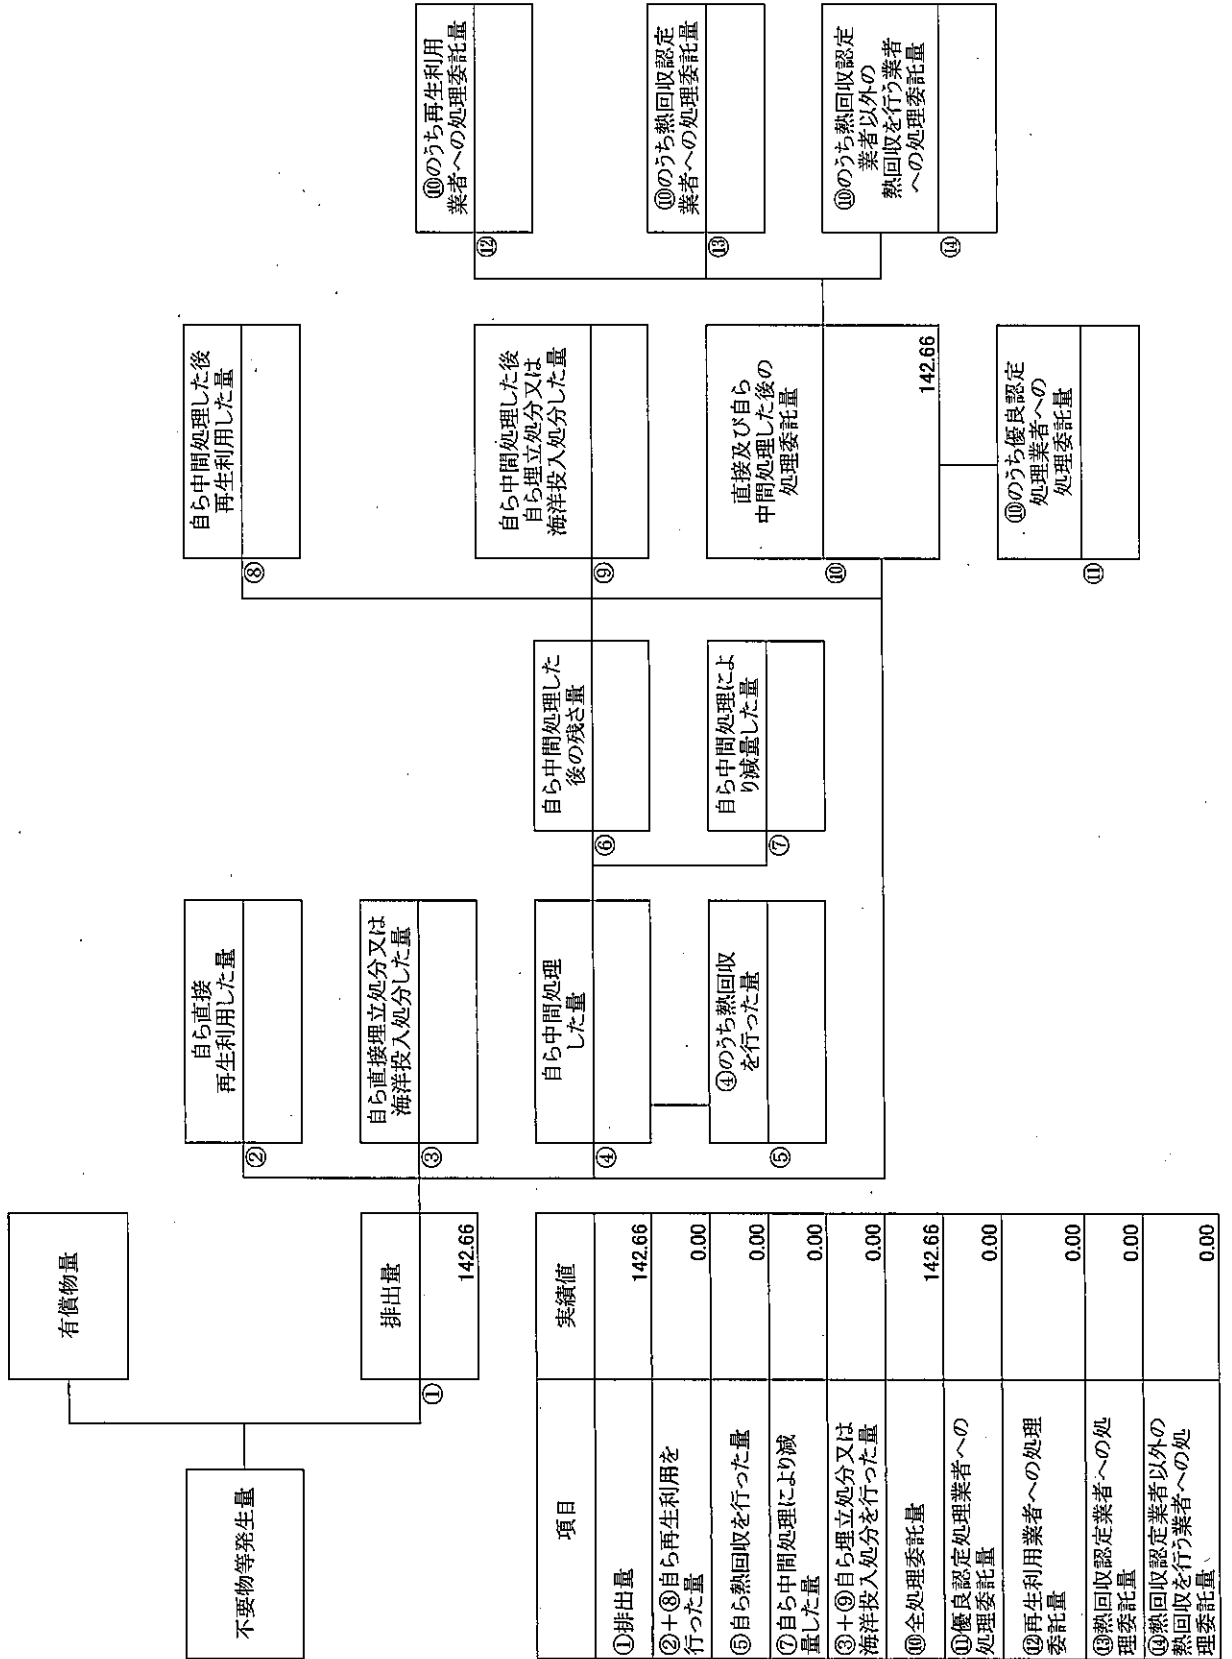 不要物等発生量
有償物量
①
排出量
142.66
②
自ら直接
再生利用した量
③
自ら直接埋立処分又は
海洋投入処分した量
④
自ら中間処理
した量
⑤
④のうち熱回収
を行った量
⑥
自ら中間処理した
後の残さ量
⑦
自ら中間処理によ
り減量した量
⑧
自ら中間処理した後
再生利用した量
⑨
自ら中間処理した後
自ら埋立処分又は
海洋投入処分した量
⑩
直接及び自ら
中間処理した後の
処理委託量
142.66
⑪
⑩のうち優良認定
処理業者への
処理委託量
⑫
⑩のうち再生利用
業者への処理委託量
⑬
⑩のうち熱回収認定
業者への処理委託量
⑭
⑩のうち熱回収認定
業者以外の
熱回収を行う業者
への処理委託量
項目 実績値
①排出量 142.66
②+⑧自ら再生利用を
行った量 0.00
⑤自ら熱回収を行った量 0.00
⑦自ら中間処理により減
量した量 0.00
③+⑨自ら埋立処分又は
海洋投入処分を行った量 0.00
⑩全処理委託量 142.66
⑪優良認定処理業者への
処理委託量 0.00
⑫再生利用業者への処理
委託量 0.00
⑬熱回収認定業者への処
理委託量 0.00
⑭熱回収認定業者以外の
熱回収を行う業者への処
理委託量 0.00